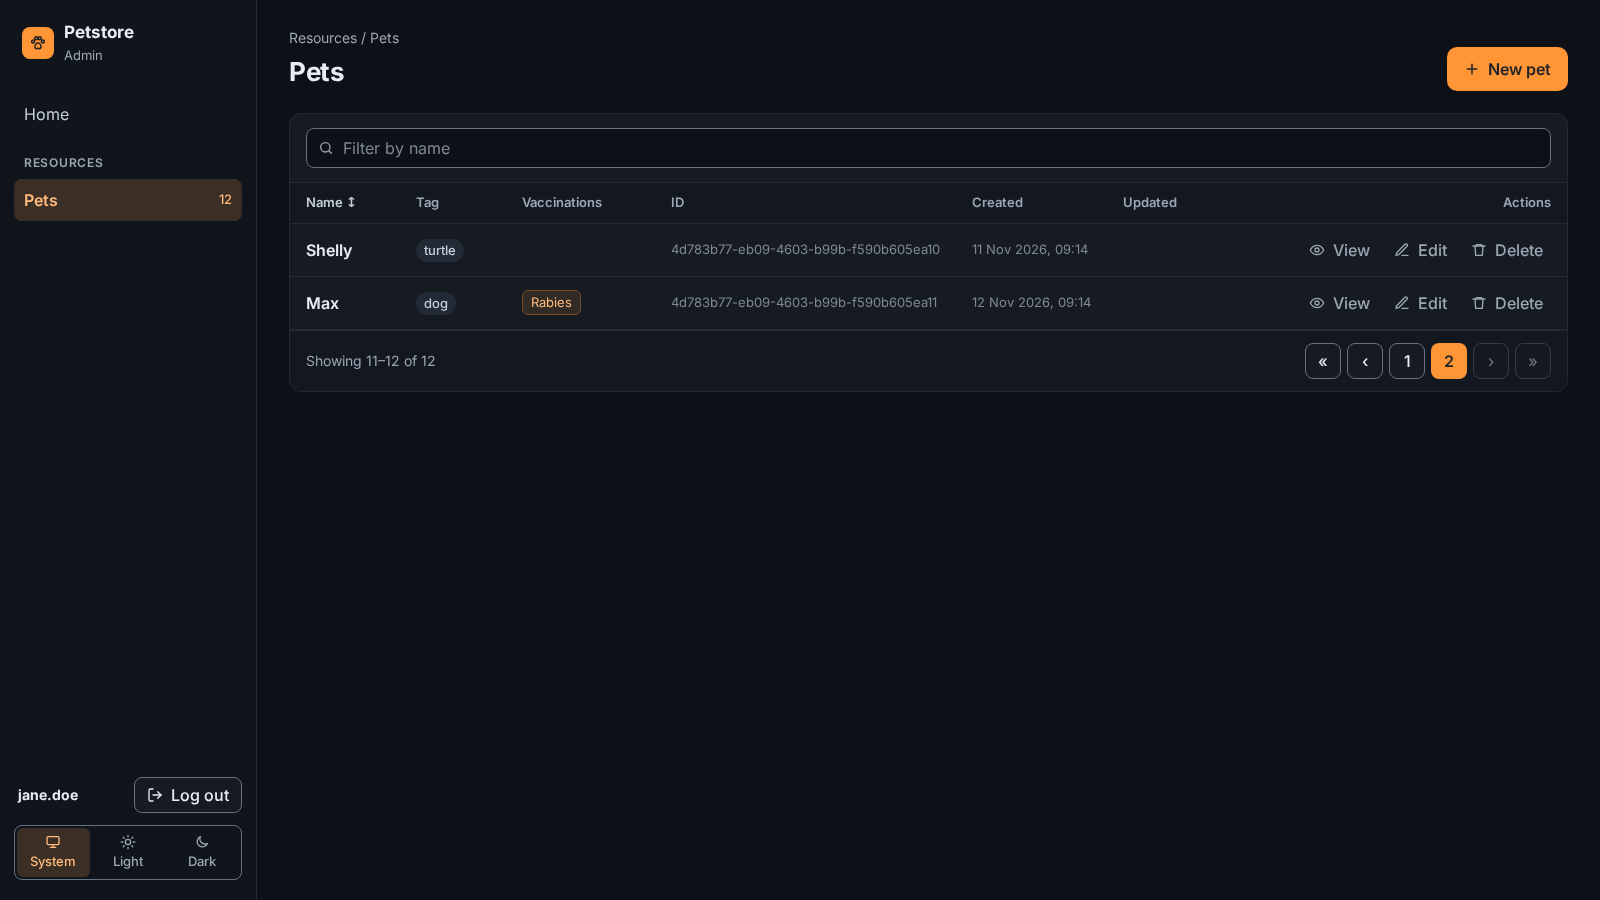 Petstore
Admin
Home
RESOURCES
Pets 12
jane.doe
Log out
System Light Dark
Resources / Pets
Pets
+ New pet
Filter by name
Name ↕ Tag Vaccinations ID Created Updated Actions
Shelly turtle 4d783b77-eb09-4603-b99b-f590b605ea10 11 Nov 2026, 09:14 View Edit Delete
Max dog Rabies 4d783b77-eb09-4603-b99b-f590b605ea11 12 Nov 2026, 09:14 View Edit Delete
Showing 11–12 of 12 « ‹ 1 2 › »